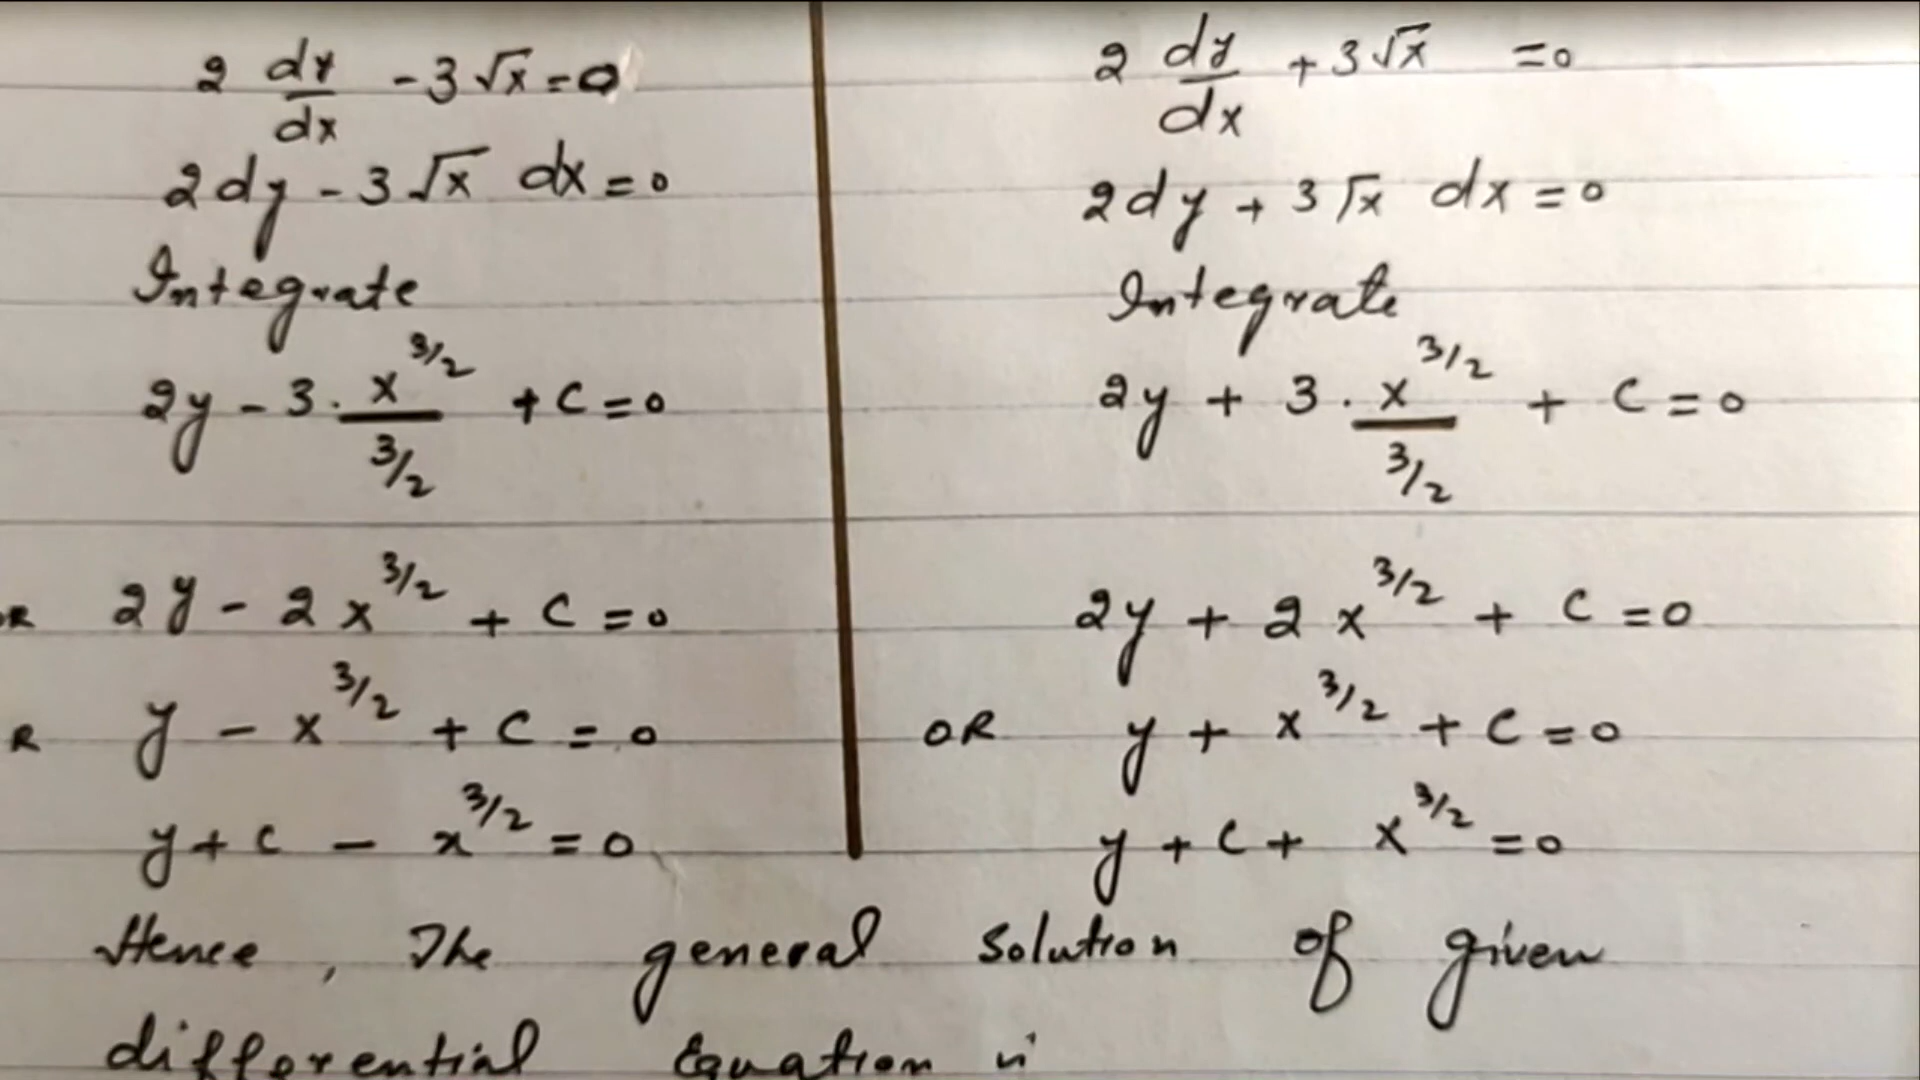 2 dy/dx - 3√x = 0
2dy - 3√x dx = 0
Integrate
2y - 3 . x^3/2 / 3/2 + C = 0
OR 2y - 2x^3/2 + C = 0
R y - x^3/2 + C = 0
y + C - x^3/2 = 0
2 dy/dx + 3√x = 0
2dy + 3√x dx = 0
Integrate
2y + 3 . x^3/2 / 3/2 + C = 0
2y + 2x^3/2 + C = 0
OR y + x^3/2 + C = 0
y + C + x^3/2 = 0
Hence, The general solution of given
differential Equation is